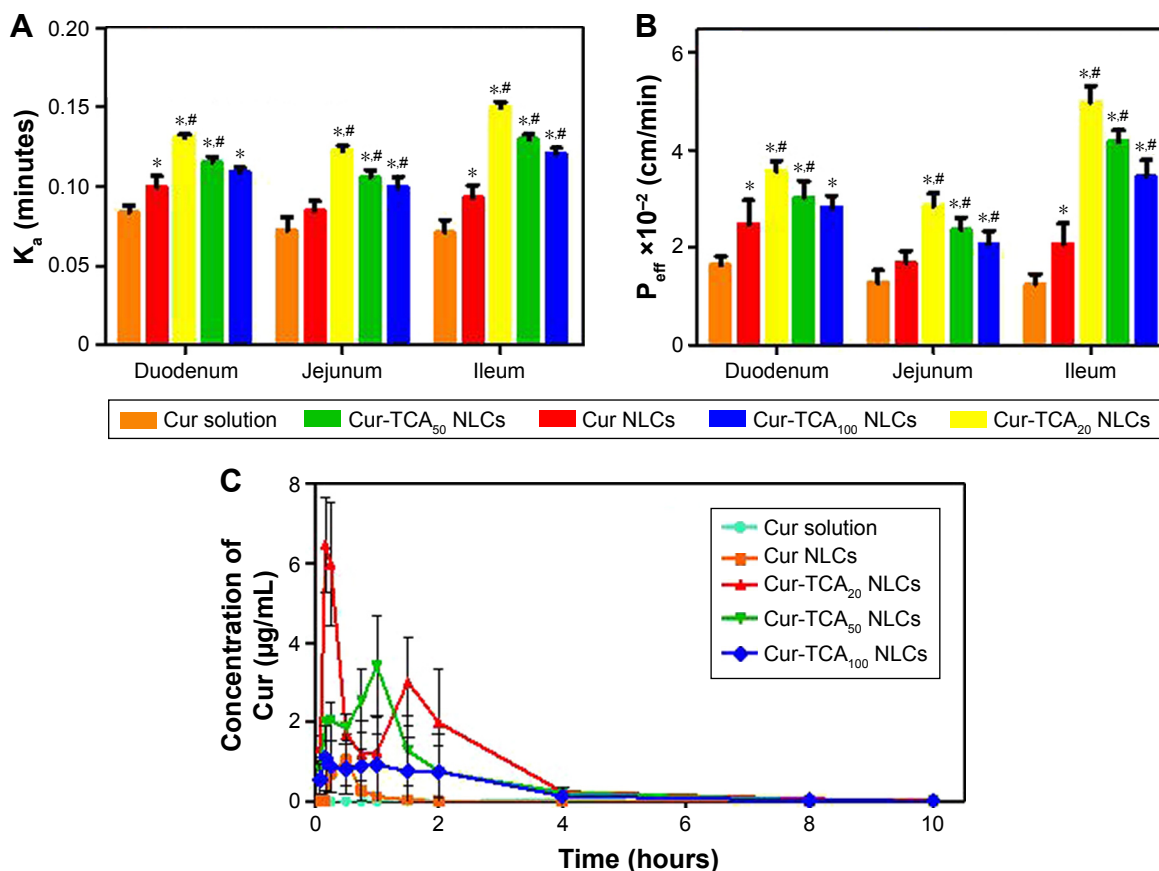 A
K_a (minutes)
0.20
0.15
0.10
0.05
0
*
*,#
*,#
*
*,#
*,#
*,#
*
*,#
*,#
*,#
Duodenum
Jejunum
Ileum
B
P_eff ×10⁻² (cm/min)
6
4
2
0
*
*,#
*,#
*
*,#
*,#
*,#
*
*,#
*,#
*,#
Duodenum
Jejunum
Ileum
Cur solution
Cur-TCA₅₀ NLCs
Cur NLCs
Cur-TCA₁₀₀ NLCs
Cur-TCA₂₀ NLCs
C
Concentration of
Cur (µg/mL)
8
6
4
2
0
Cur solution
Cur NLCs
Cur-TCA₂₀ NLCs
Cur-TCA₅₀ NLCs
Cur-TCA₁₀₀ NLCs
0
2
4
6
8
10
Time (hours)